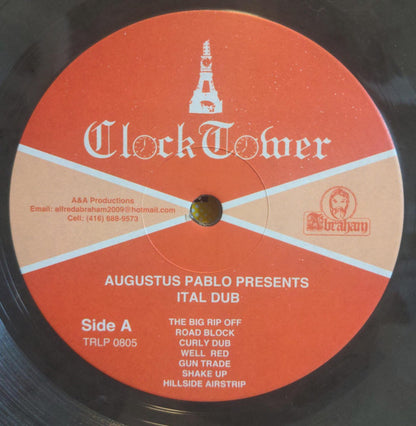 ClockTower
A&A Productions
Email: alfredabraham2009@hotmail.com
Cell: (416) 688-9573
Abraham
AUGUSTUS PABLO PRESENTS
ITAL DUB
Side A
TRLP 0805
THE BIG RIP OFF
ROAD BLOCK
CURLY DUB
WELL RED
GUN TRADE
SHAKE UP
HILLSIDE AIRSTRIP